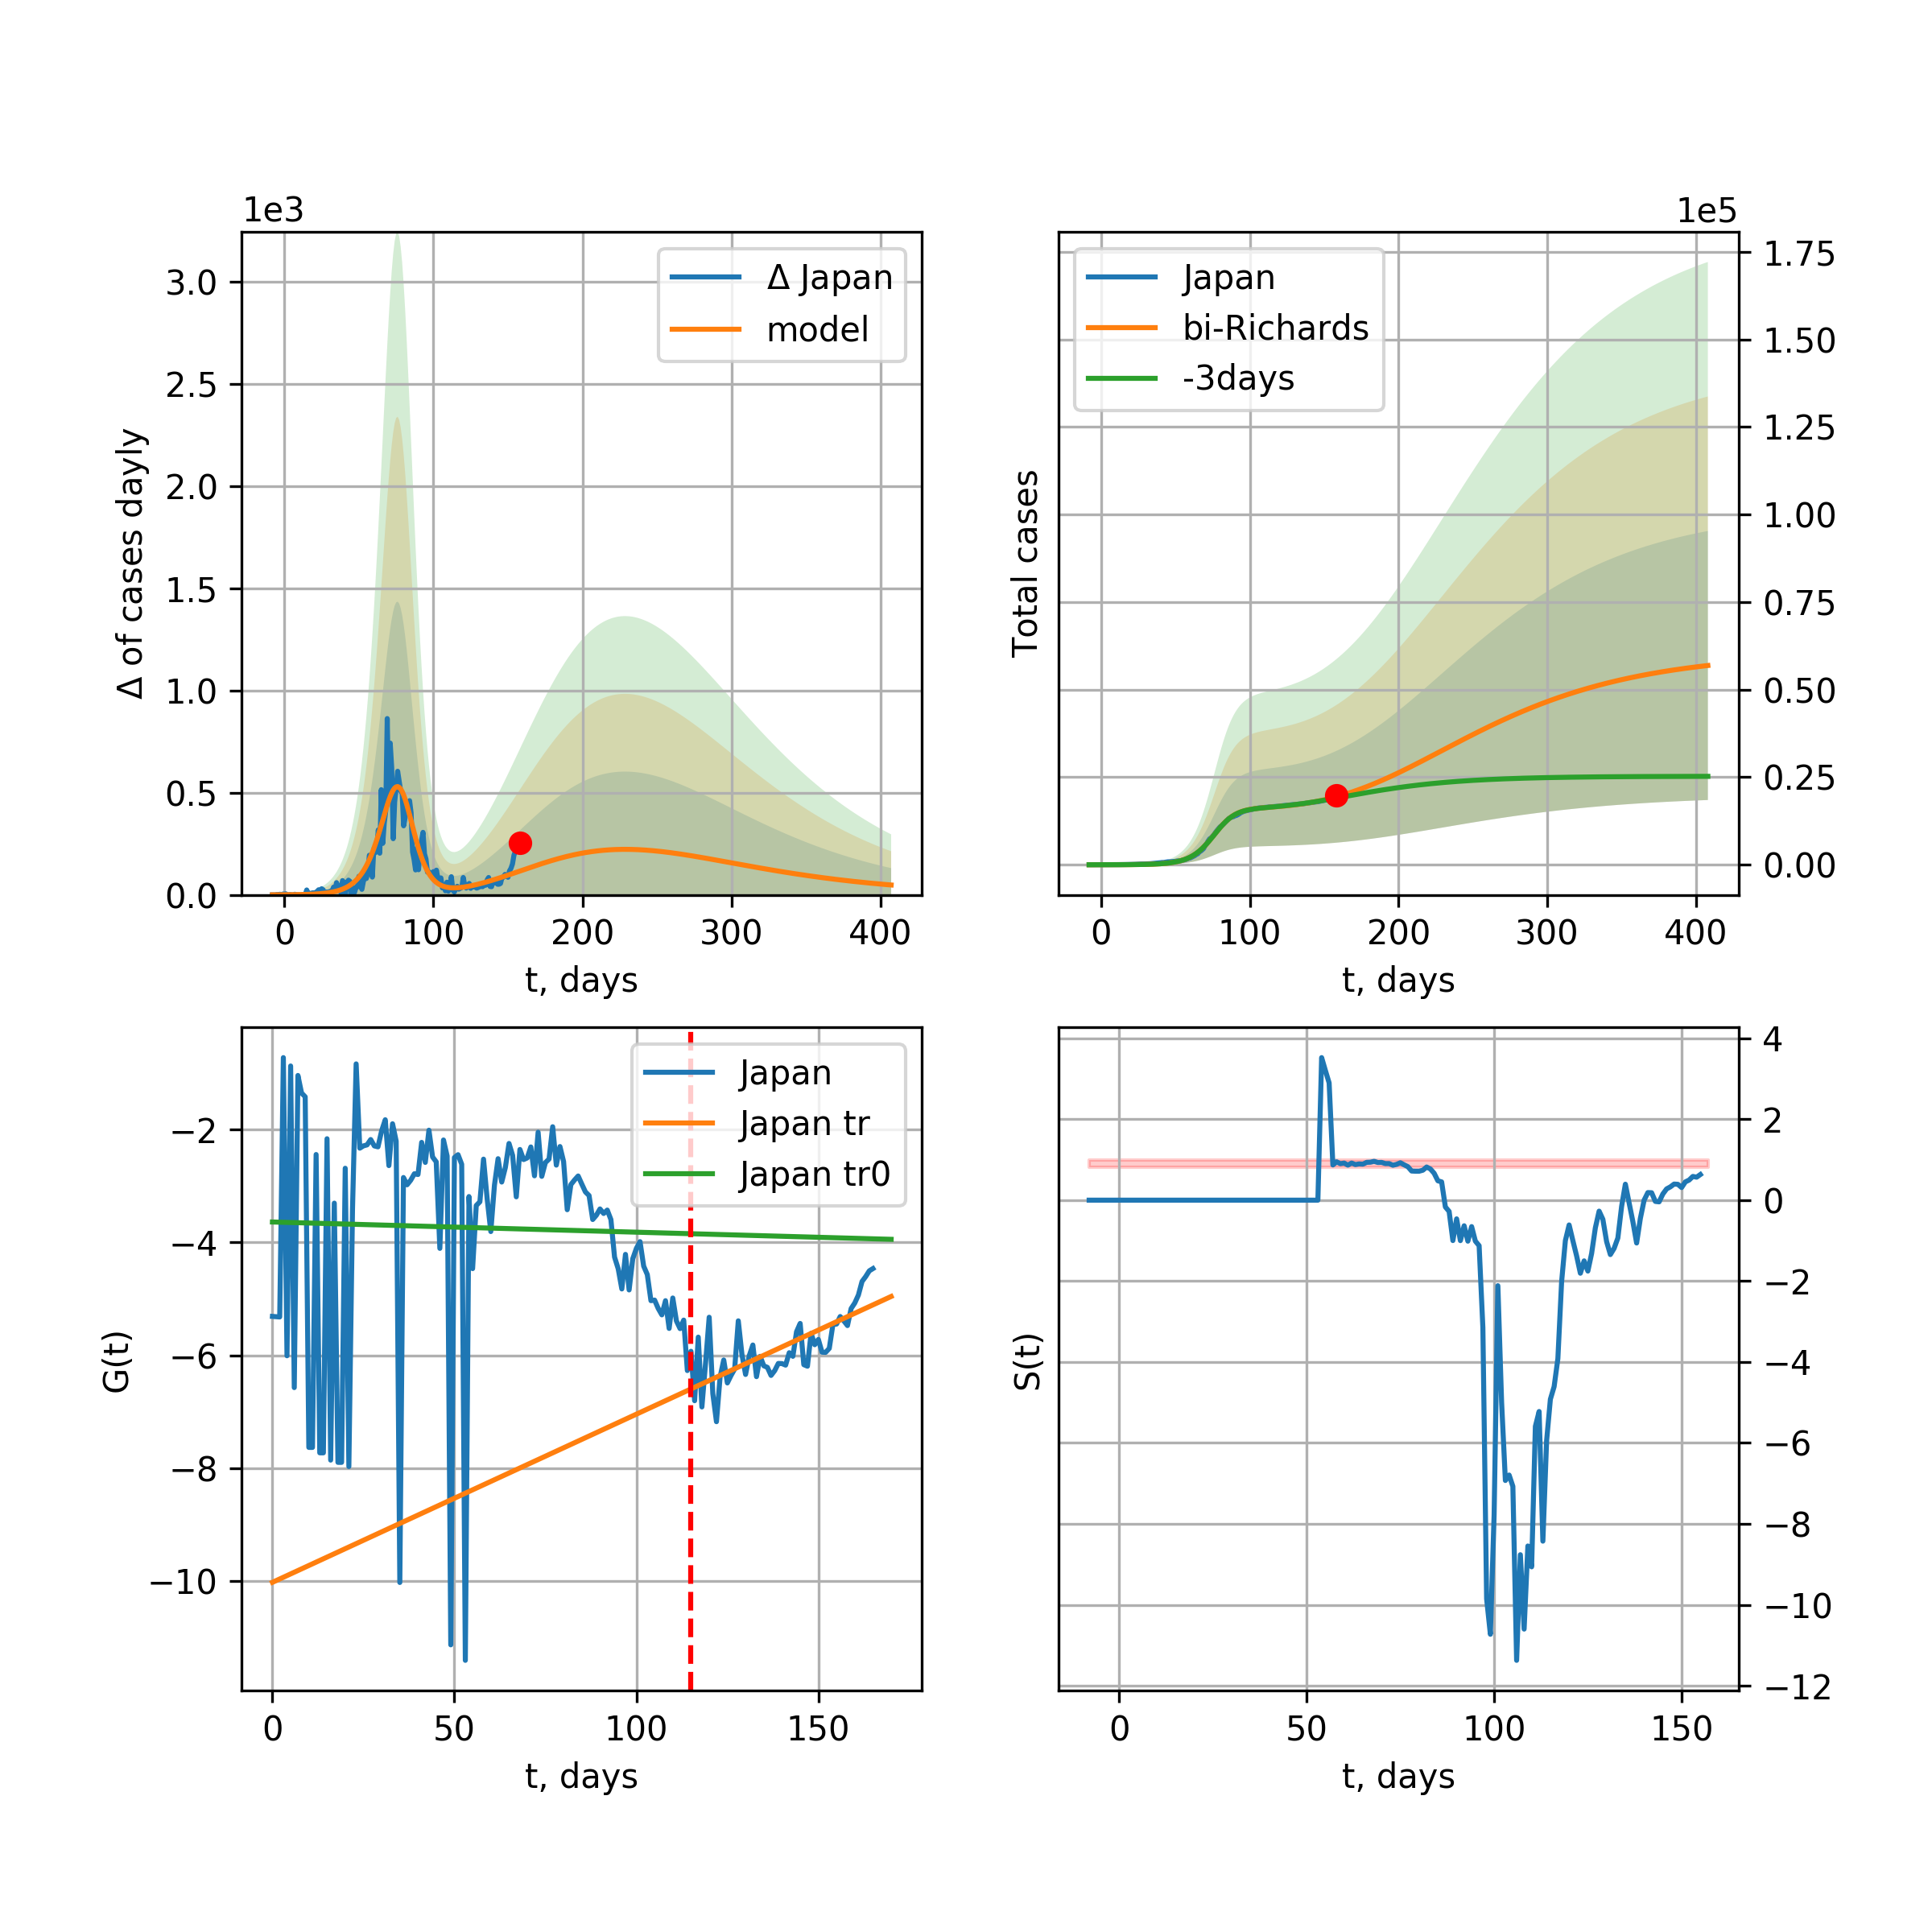 1e3
3.0
2.5
2.0
1.5
1.0
0.5
0.0
Δ of cases dayly
Δ Japan
model
0 100 200 300 400
t, days
1e5
1.75
1.50
1.25
1.00
0.75
0.50
0.25
0.00
Total cases
Japan
bi-Richards
-3days
0 100 200 300 400
t, days
−2
−4
−6
−8
−10
G(t)
Japan
Japan tr
Japan tr0
0 50 100 150
t, days
4
2
0
−2
−4
−6
−8
−10
−12
S(t)
0 50 100 150
t, days